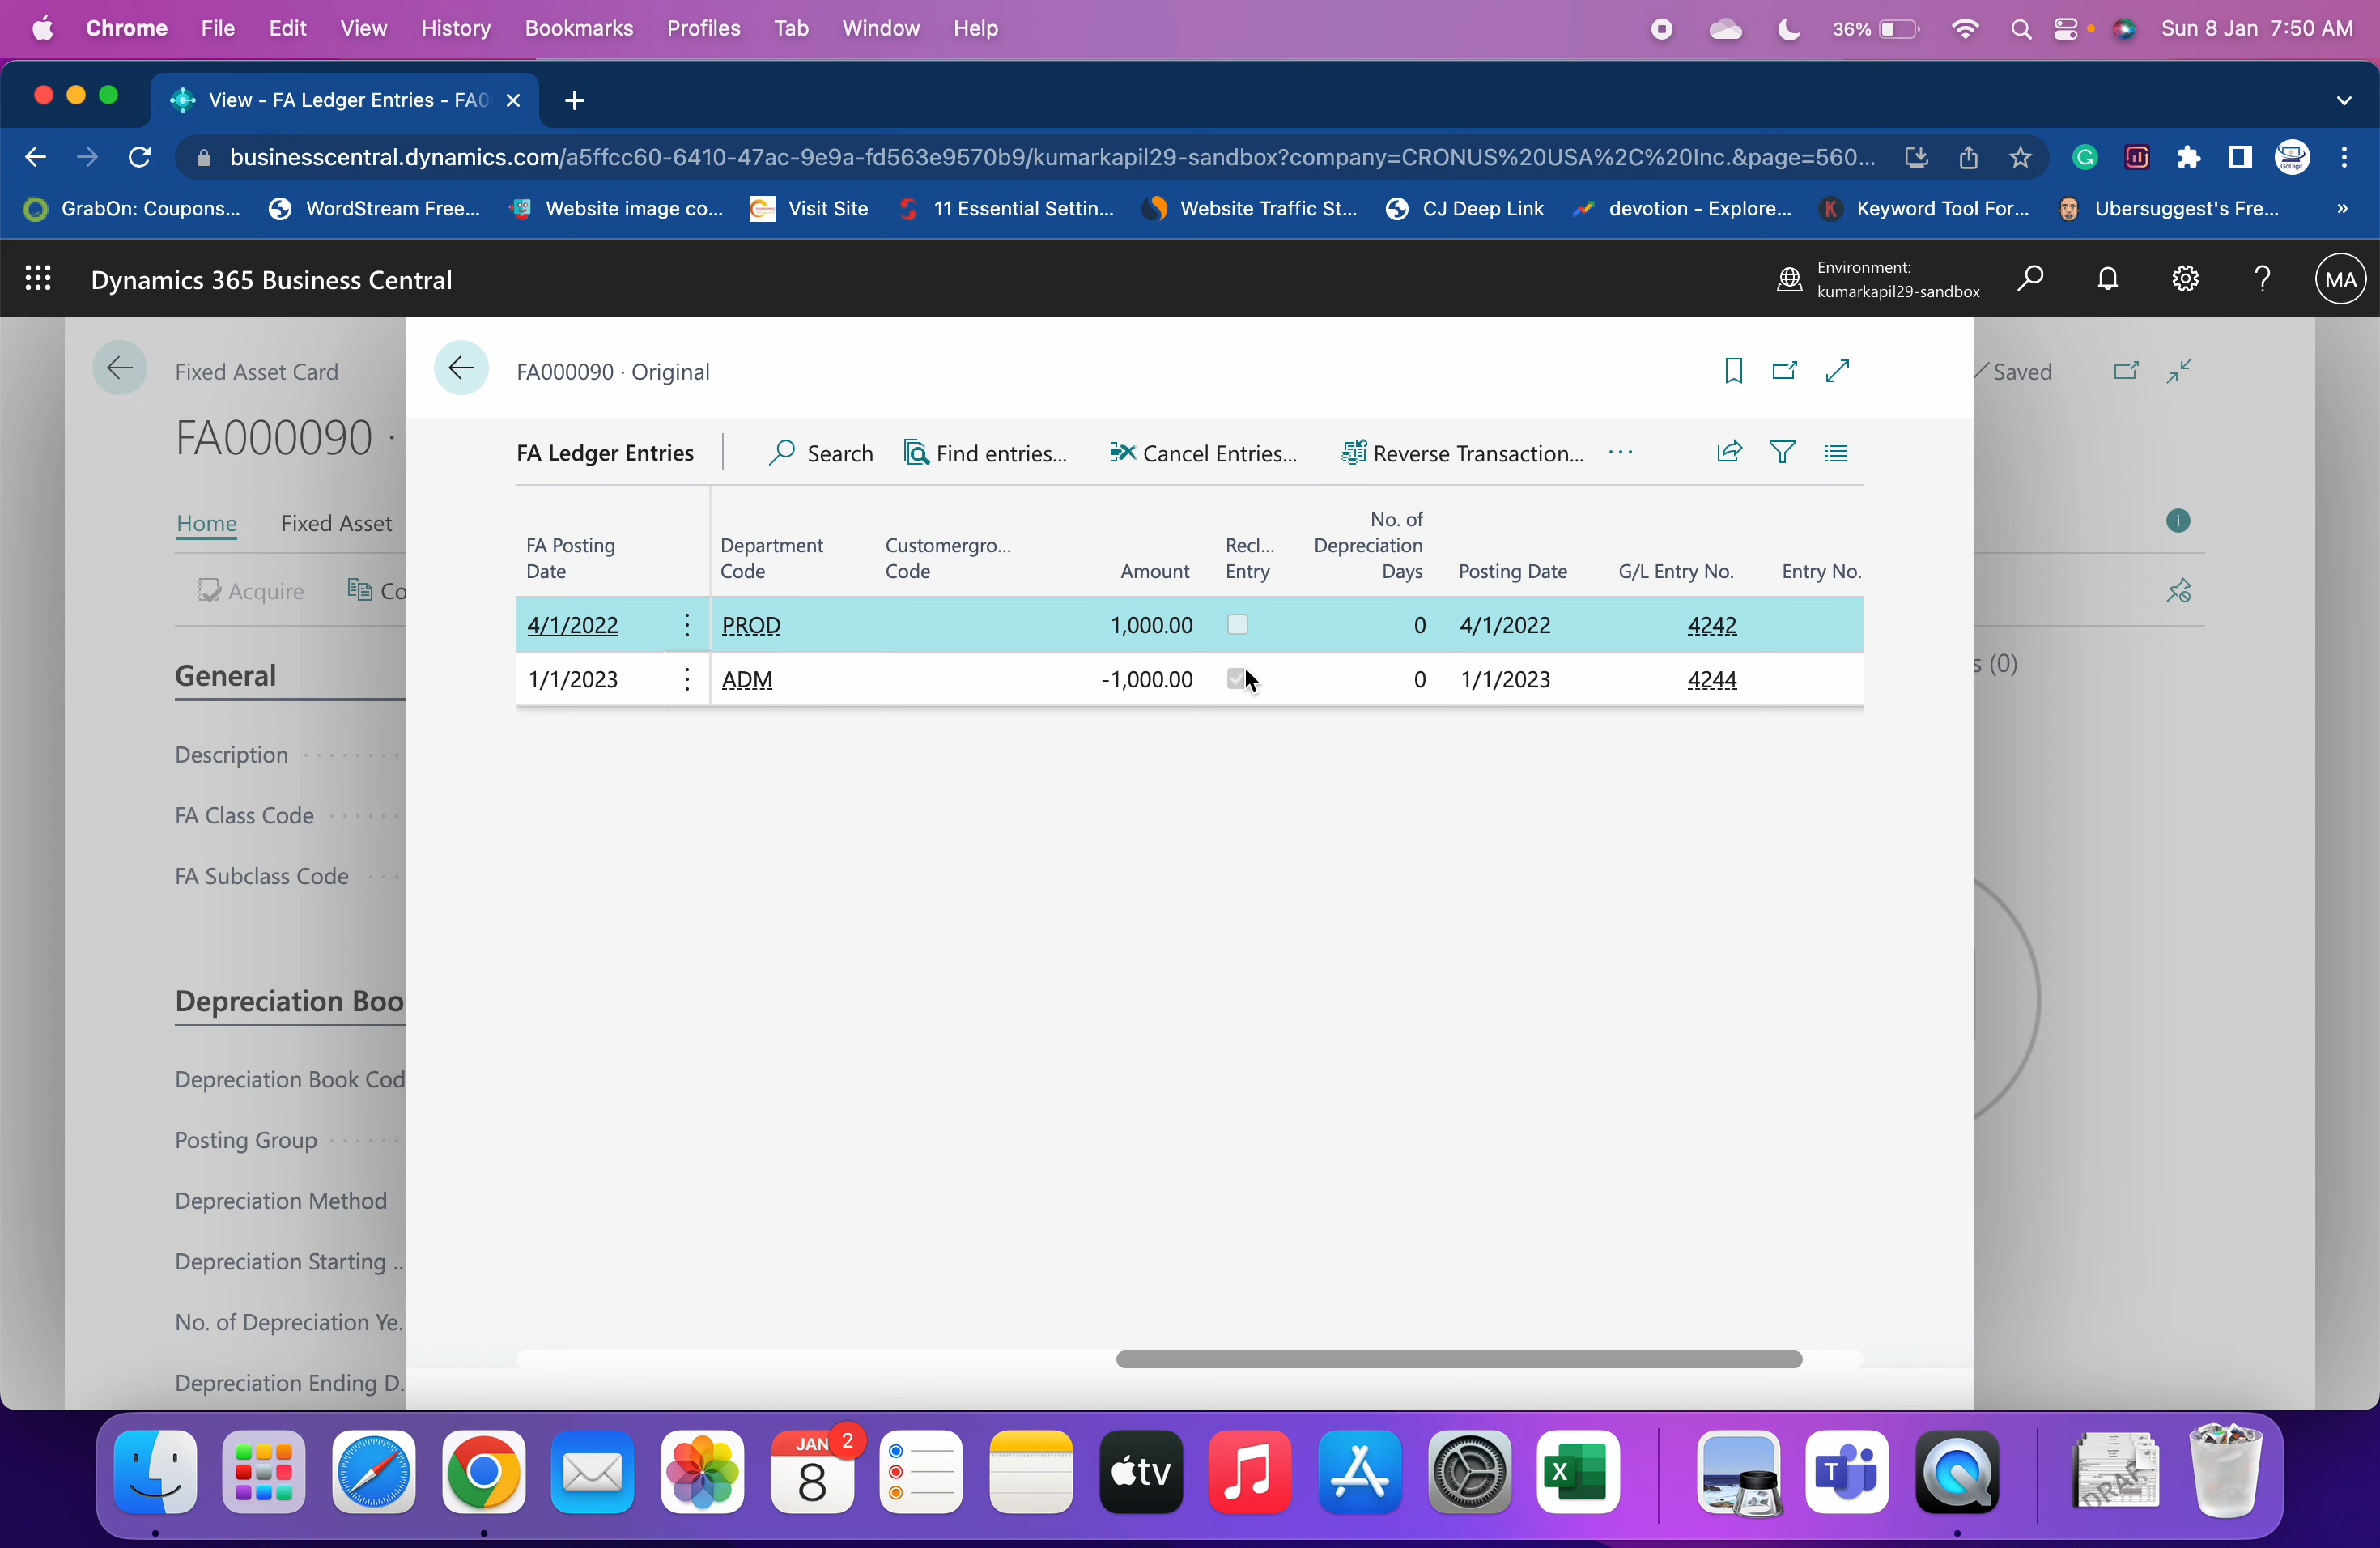 Chrome File Edit View History Bookmarks Profiles Tab Window Help 36% Sun 8 Jan 7:50 AM
View - FA Ledger Entries - FA0
businesscentral.dynamics.com/a5ffcc60-6410-47ac-9e9a-fd563e9570b9/kumarkapil29-sandbox?company=CRONUS%20USA%2C%20Inc.&page=560...
GrabOn: Coupons... WordStream Free... Website image co... Visit Site 11 Essential Settin... Website Traffic St... CJ Deep Link devotion - Explore... Keyword Tool For... Ubersuggest's Fre... »
Dynamics 365 Business Central
Environment:
kumarkapil29-sandbox
MA
Fixed Asset Card
FA000090 · Original
Saved
FA000090 ·
FA Ledger Entries Search Find entries... Cancel Entries... Reverse Transaction... ...
Home Fixed Asset
FA Posting Date Department Code Customergro... Code Amount Recl... Entry No. of Depreciation Days Posting Date G/L Entry No. Entry No.
Acquire Co
4/1/2022 PROD 1,000.00 0 4/1/2022 4242
1/1/2023 ADM -1,000.00 0 1/1/2023 4244
s (0)
General
Description
FA Class Code
FA Subclass Code
Depreciation Boo
Depreciation Book Cod
Posting Group
Depreciation Method
Depreciation Starting ...
No. of Depreciation Ye...
Depreciation Ending D.
JAN 2
8
tv
X
T
DRAF